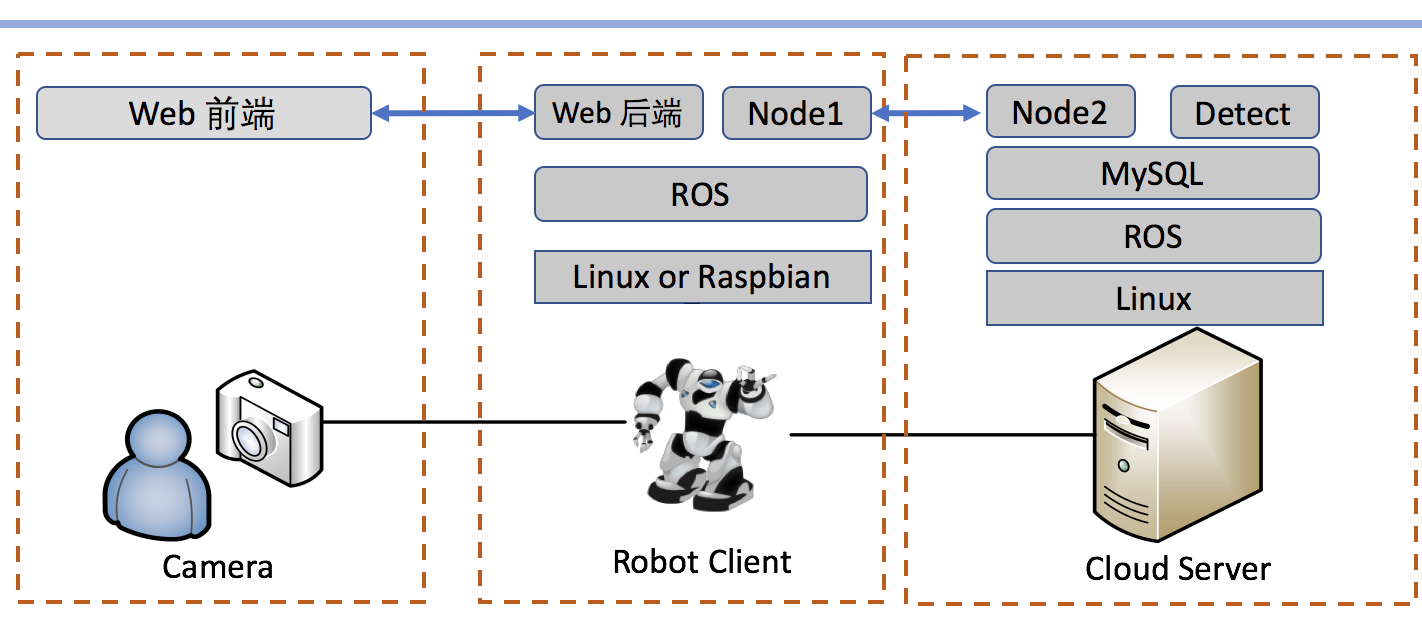 Web 前端
Web 后端
Node1
Node2
Detect
MySQL
ROS
ROS
Linux or Raspbian
Linux
Camera
Robot Client
Cloud Server